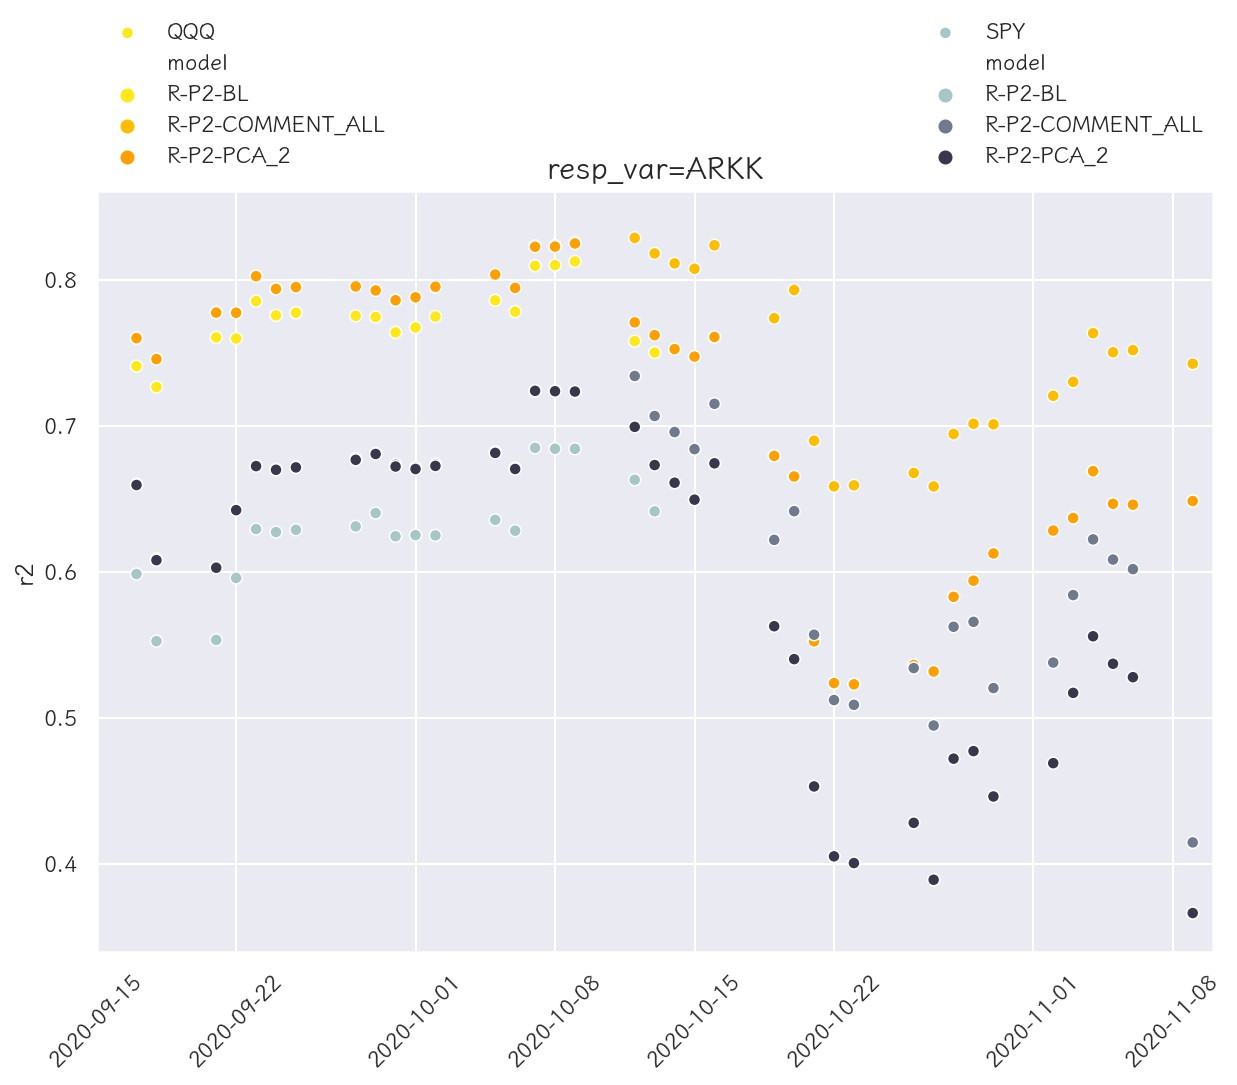 QQQ
model
R-P2-BL
R-P2-COMMENT_ALL
R-P2-PCA_2
SPY
model
R-P2-BL
R-P2-COMMENT_ALL
R-P2-PCA_2
resp_var=ARKK
0.8
0.7
0.6
0.5
0.4
r2
2020-09-15
2020-09-22
2020-10-01
2020-10-08
2020-10-15
2020-10-22
2020-11-01
2020-11-08